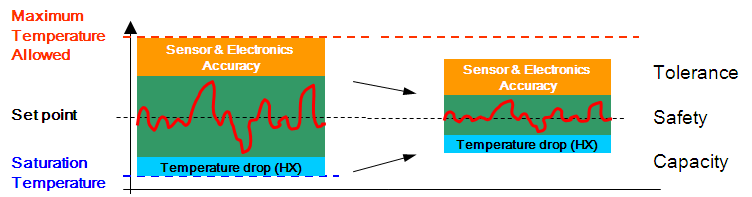 Maximum
Temperature
Allowed
Sensor & Electronics
Accuracy
Set point
Temperature drop (HX)
Saturation
Temperature
Sensor & Electronics
Accuracy
Temperature drop (HX)
Tolerance
Safety
Capacity